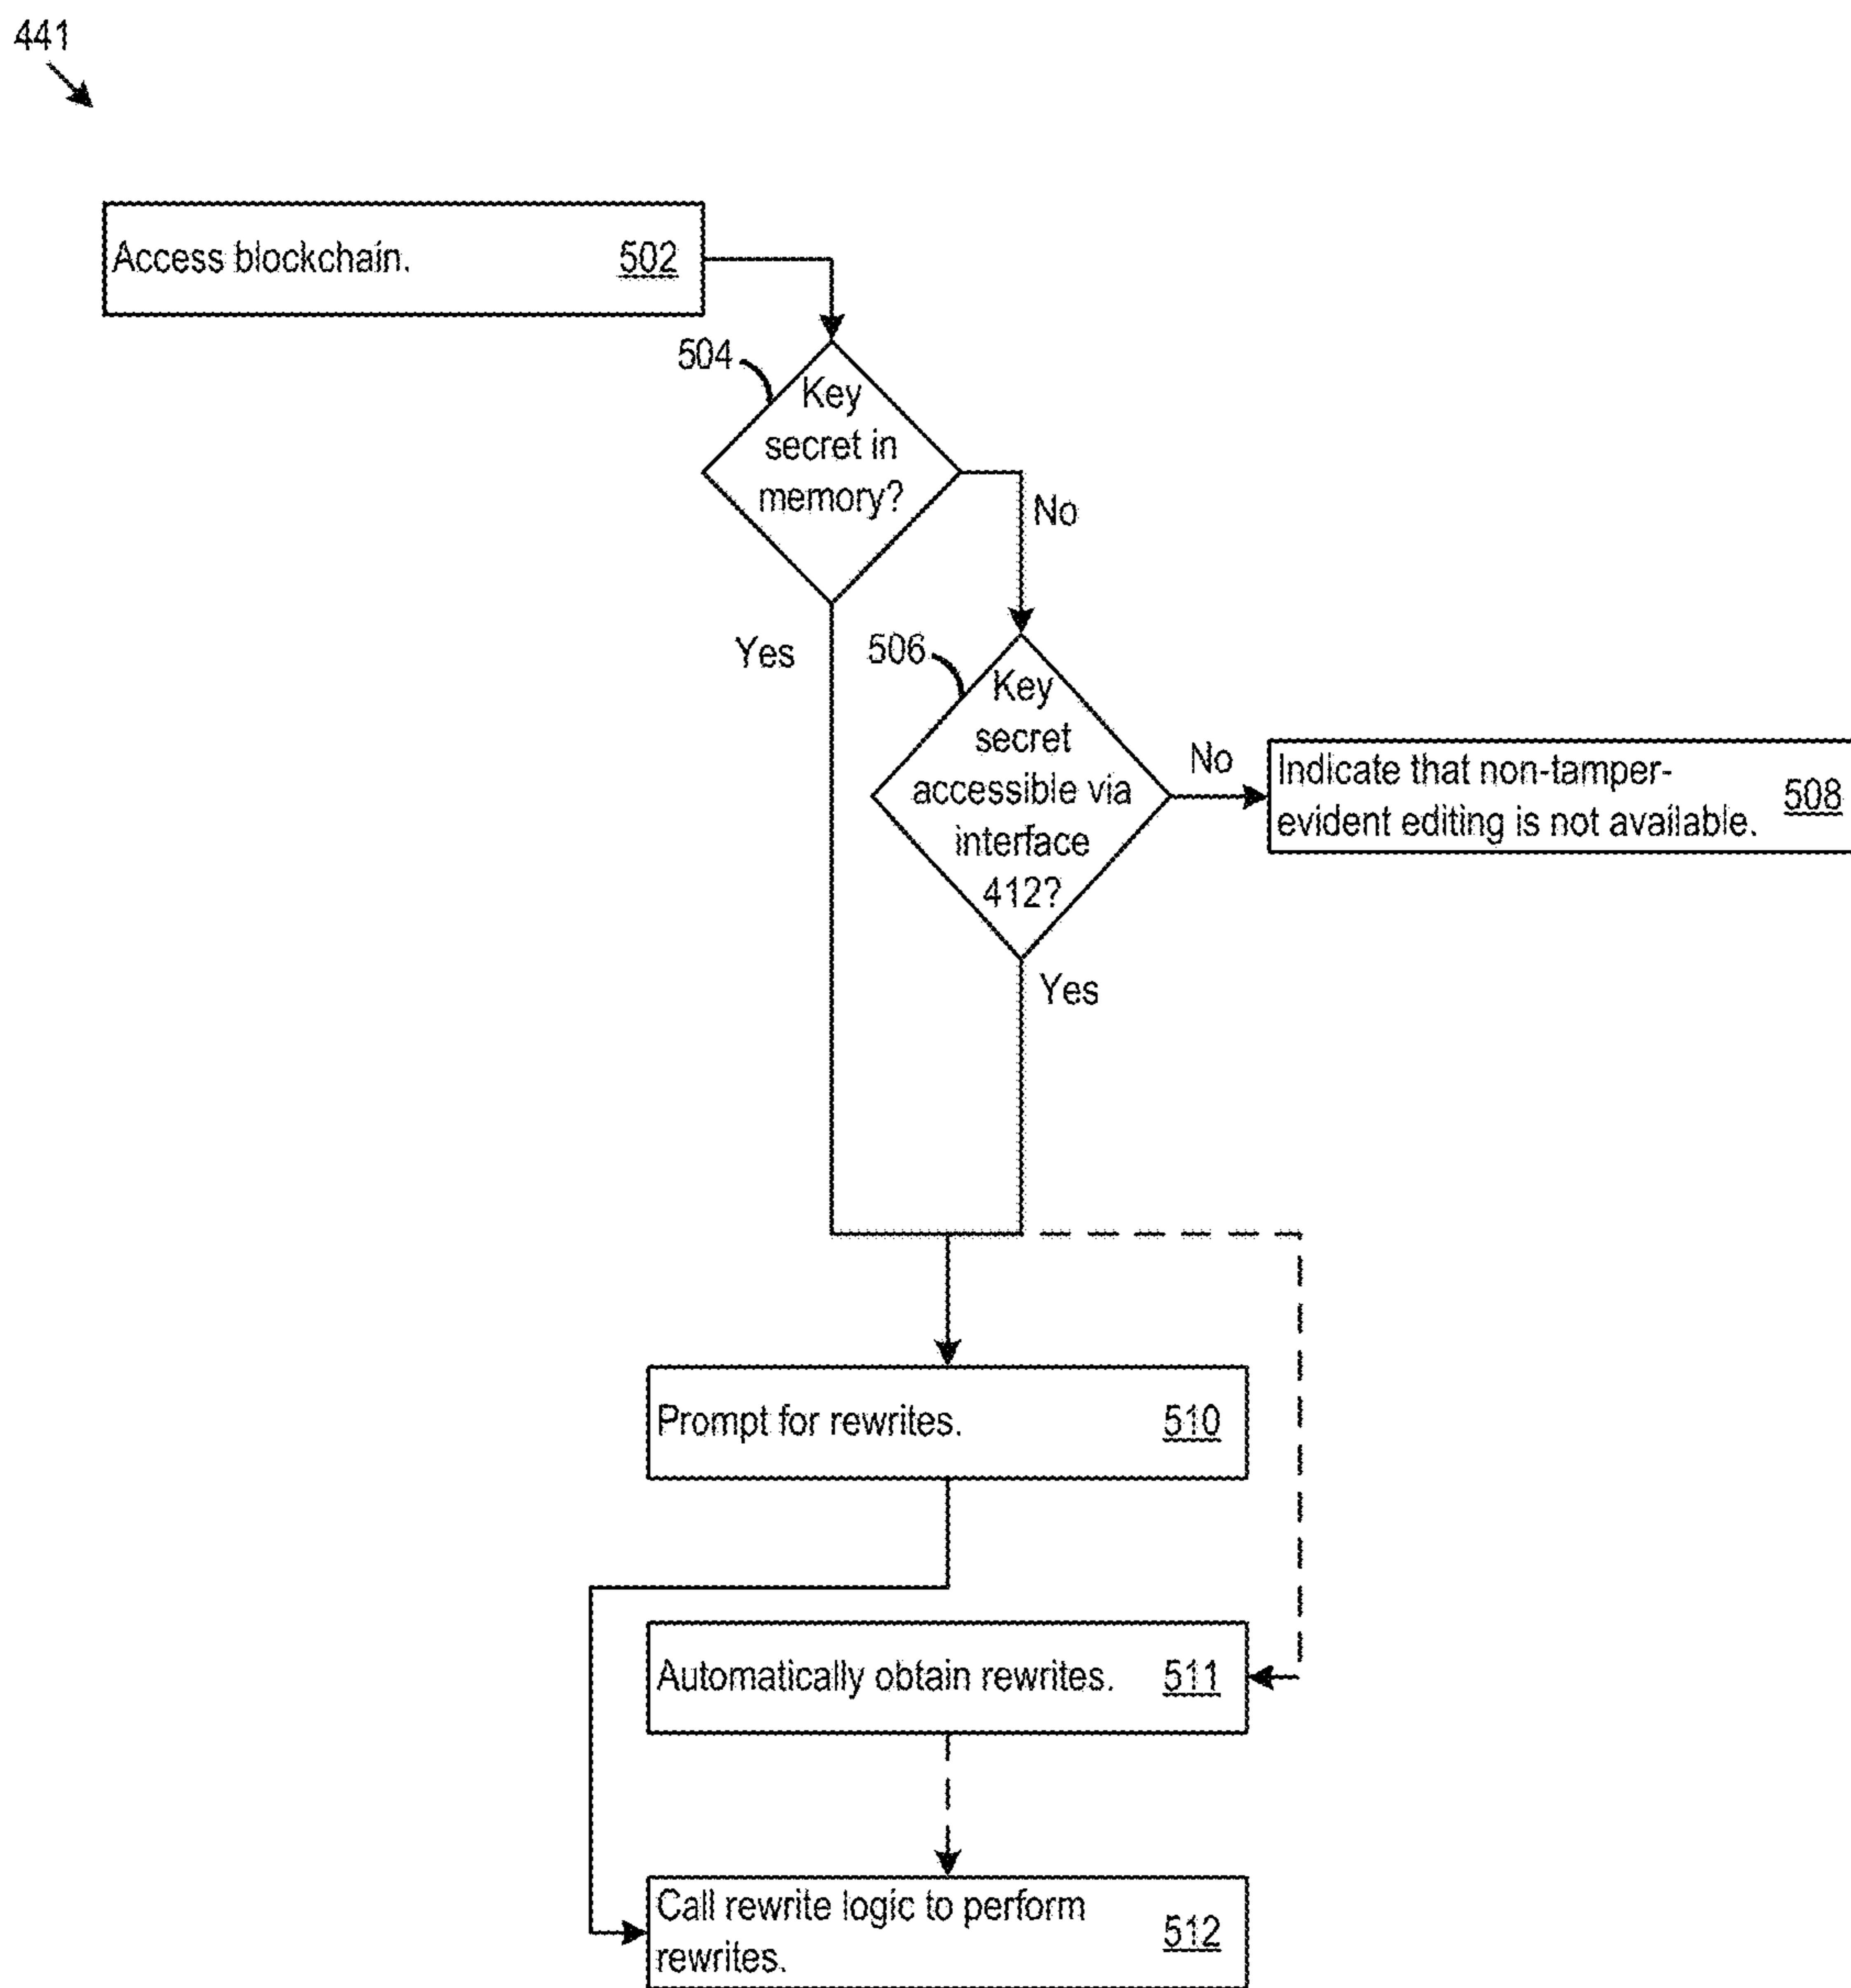 441
Access blockchain. 502
504
Key
secret in
memory?
No
Yes
506
Key
secret
accessible via
interface
412?
No
Indicate that non-tamper-
evident editing is not available. 508
Yes
Prompt for rewrites. 510
Automatically obtain rewrites. 511
Call rewrite logic to perform
rewrites. 512